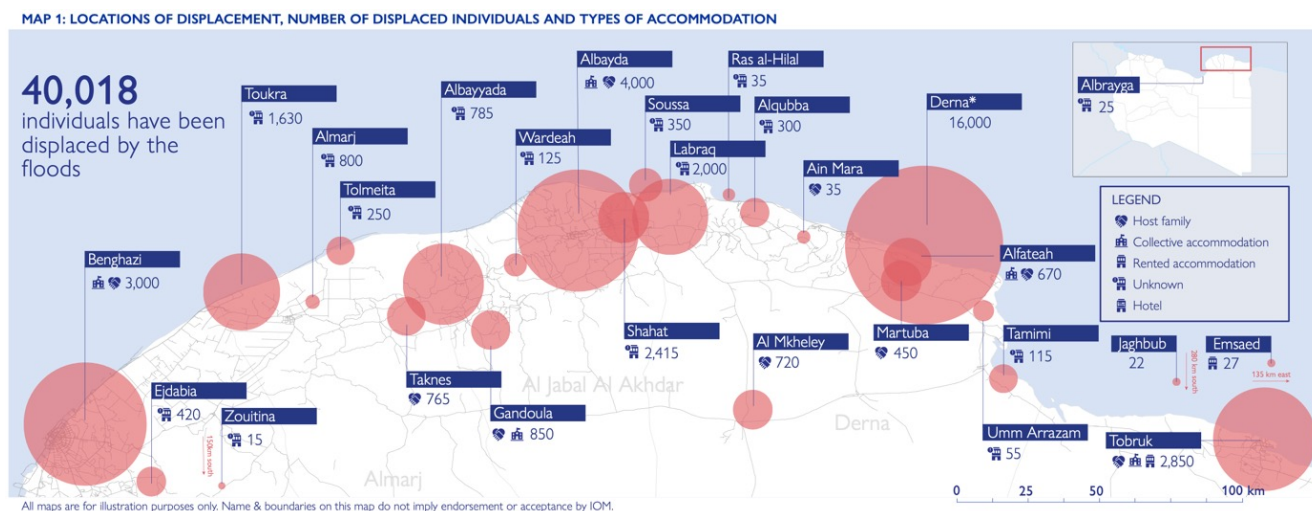 MAP 1: LOCATIONS OF DISPLACEMENT, NUMBER OF DISPLACED INDIVIDUALS AND TYPES OF ACCOMMODATION
40,018
individuals have been
displaced by the
floods
Toukra
1,630
Almarj
800
Tolmeita
250
Benghazi
3,000
Ejdabia
420
150km south
Zouitina
15
Albayyada
785
Wardeah
125
Albayda
4,000
Soussa
350
Labraq
2,000
Ras al-Hilal
35
Alqubba
300
Ain Mara
35
Derna*
16,000
Albrayga
25
LEGEND
Host family
Collective accommodation
Rented accommodation
Unknown
Hotel
Alfateah
670
Taknes
765
Gandoula
850
Shahat
2,415
Al Mkheley
720
Martuba
450
Tamimi
115
Umm Arrazam
55
Jaghbub
22
280 km south
Emsaed
27
135 km east
Tobruk
2,850
Al Jabal Al Akhdar
Derna
Almarj
0 25 50 100 km
All maps are for illustration purposes only. Name & boundaries on this map do not imply endorsement or acceptance by IOM.